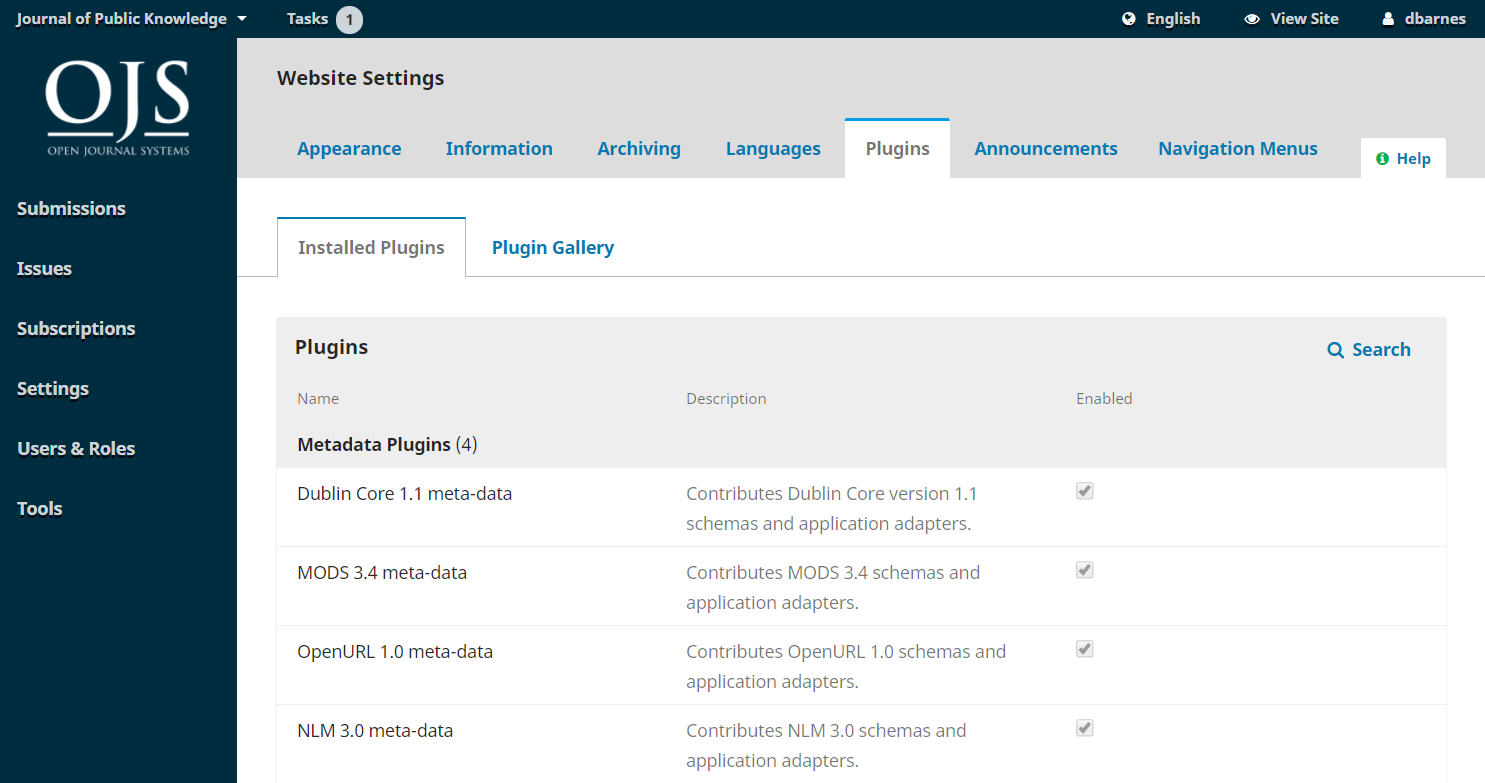 Journal of Public Knowledge Tasks 1 English View Site dbarnes
OJS
OPEN JOURNAL SYSTEMS
Submissions
Issues
Subscriptions
Settings
Users & Roles
Tools
Website Settings
Appearance Information Archiving Languages Plugins Announcements Navigation Menus Help
Installed Plugins Plugin Gallery
Plugins Search
Name Description Enabled
Metadata Plugins (4)
Dublin Core 1.1 meta-data Contributes Dublin Core version 1.1
schemas and application adapters.
MODS 3.4 meta-data Contributes MODS 3.4 schemas and
application adapters.
OpenURL 1.0 meta-data Contributes OpenURL 1.0 schemas and
application adapters.
NLM 3.0 meta-data Contributes NLM 3.0 schemas and
application adapters.